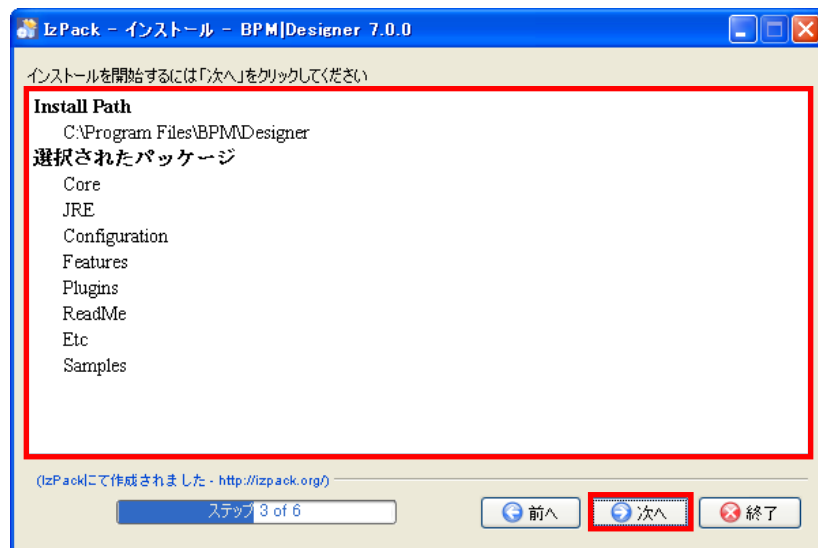 IzPack - インストール - BPM|Designer 7.0.0
インストールを開始するには「次へ」をクリックしてください
Install Path
C:\Program Files\BPM\Designer
選択されたパッケージ
Core
JRE
Configuration
Features
Plugins
ReadMe
Etc
Samples
(IzPackにて作成されました - http://izpack.org/)
ステップ 3 of 6
前へ
次へ
終了